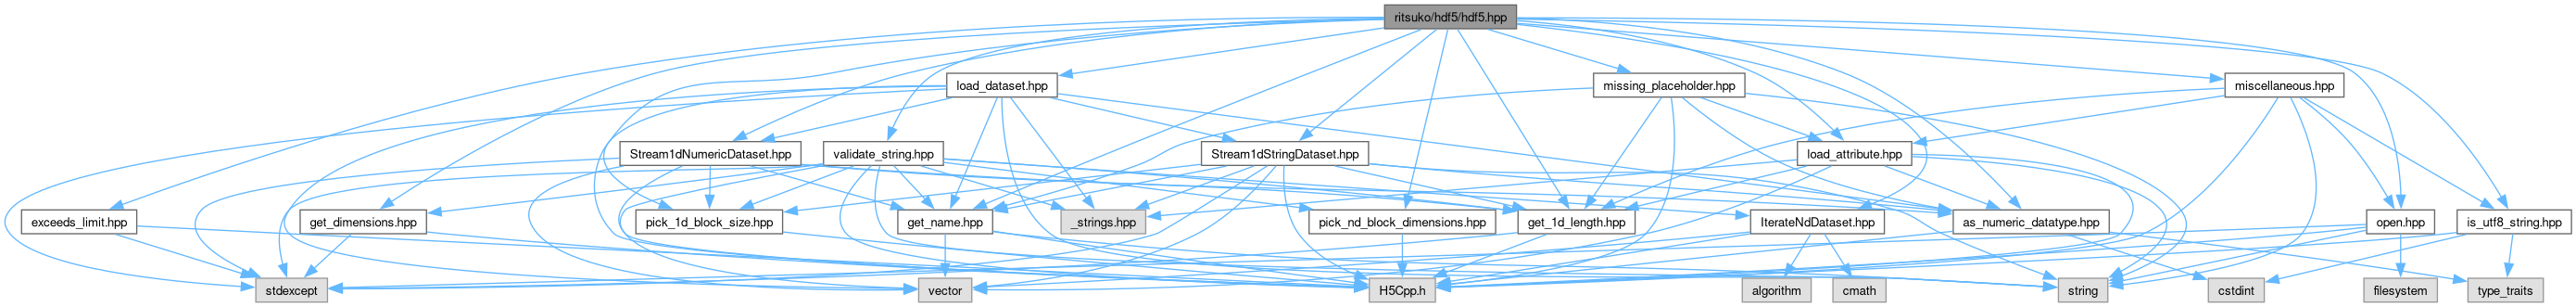 ritsuko/hdf5/hdf5.hpp
load_dataset.hpp
missing_placeholder.hpp
miscellaneous.hpp
Stream1dNumericDataset.hpp
validate_string.hpp
Stream1dStringDataset.hpp
load_attribute.hpp
exceeds_limit.hpp
get_dimensions.hpp
pick_1d_block_size.hpp
get_name.hpp
_strings.hpp
pick_nd_block_dimensions.hpp
get_1d_length.hpp
IterateNdDataset.hpp
as_numeric_datatype.hpp
open.hpp
is_utf8_string.hpp
stdexcept
vector
H5Cpp.h
algorithm
cmath
cstdint
string
filesystem
type_traits